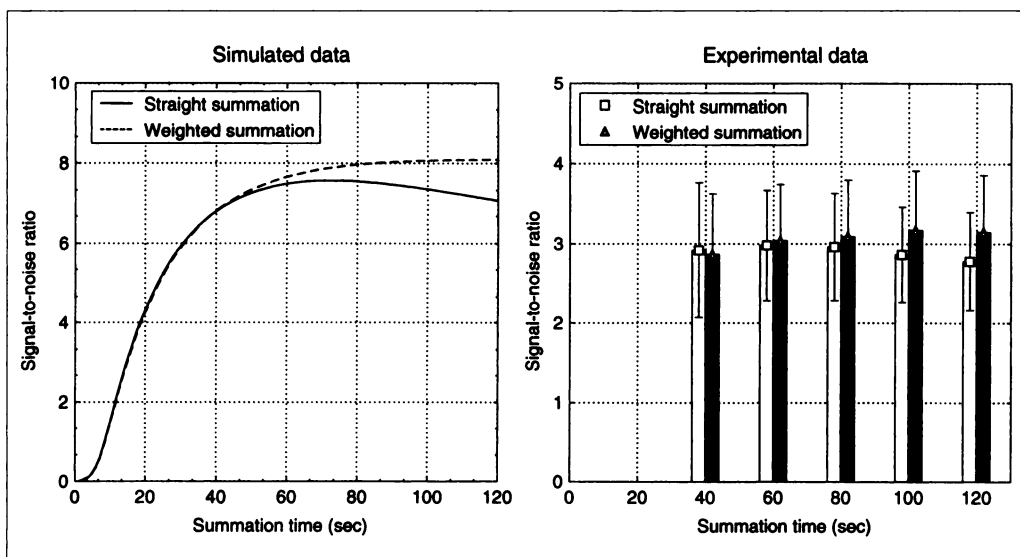 Simulated data
10
8
6
4
2
0
Signal-to-noise ratio
Straight summation
Weighted summation
0 20 40 60 80 100 120
Summation time (sec)
Experimental data
5
4
3
2
1
0
Signal-to-noise ratio
Straight summation
Weighted summation
0 20 40 60 80 100 120
Summation time (sec)